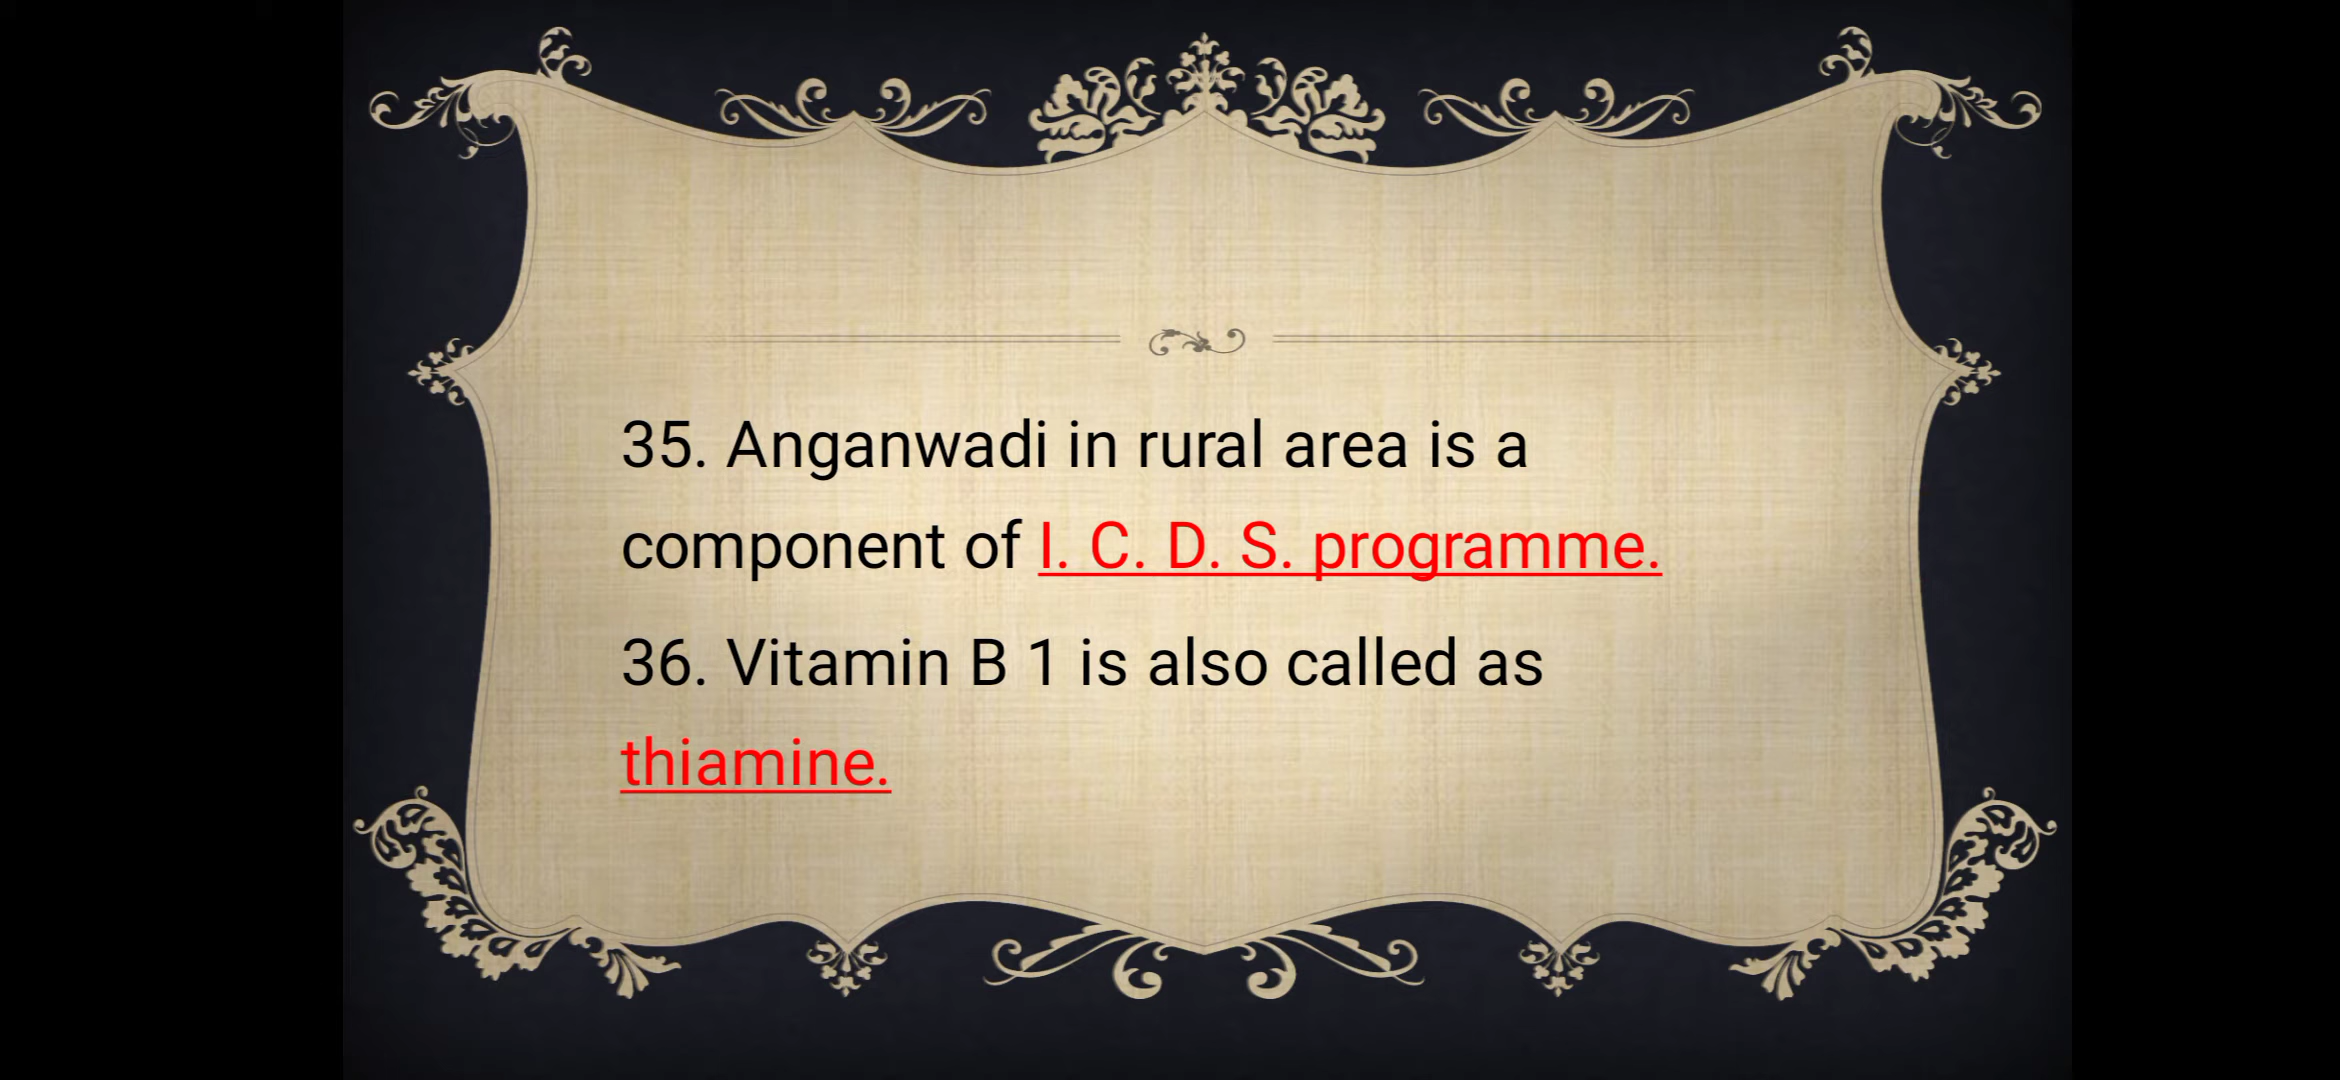 35. Anganwadi in rural area is a
component of I. C. D. S. programme.
36. Vitamin B 1 is also called as
thiamine.